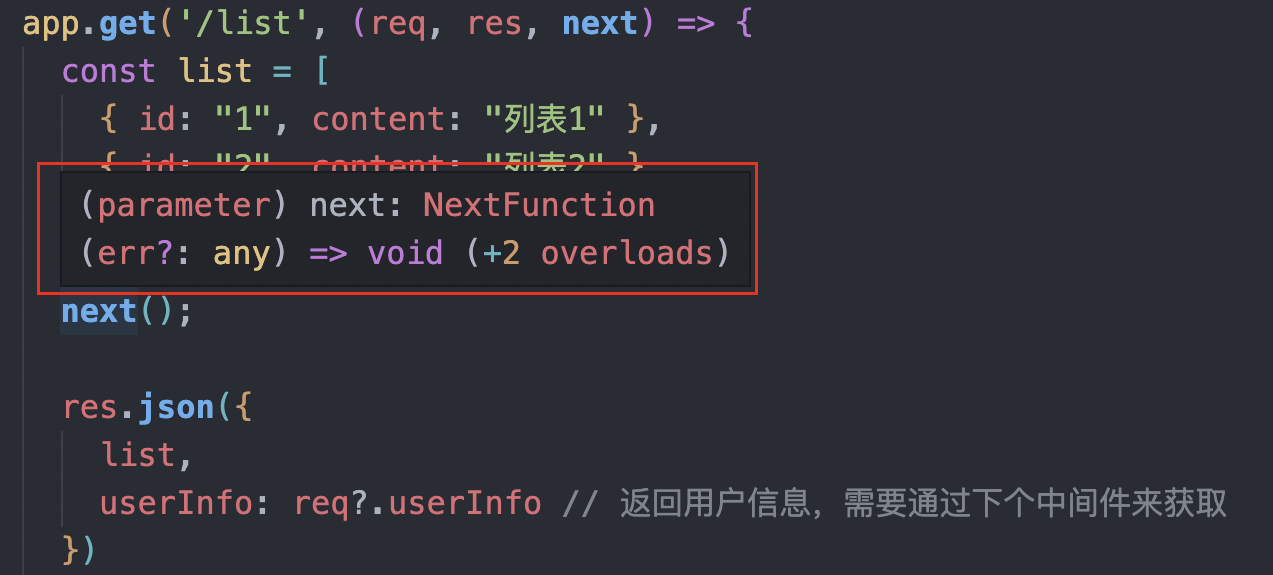 app.get('/list', (req, res, next) => {
const list = [
{ id: "1", content: "列表1" },
{ id: "2", content: "列表2" }
(parameter) next: NextFunction
(err?: any) => void (+2 overloads)
next();
res.json({
list,
userInfo: req?.userInfo // 返回用户信息，需要通过下个中间件来获取
})